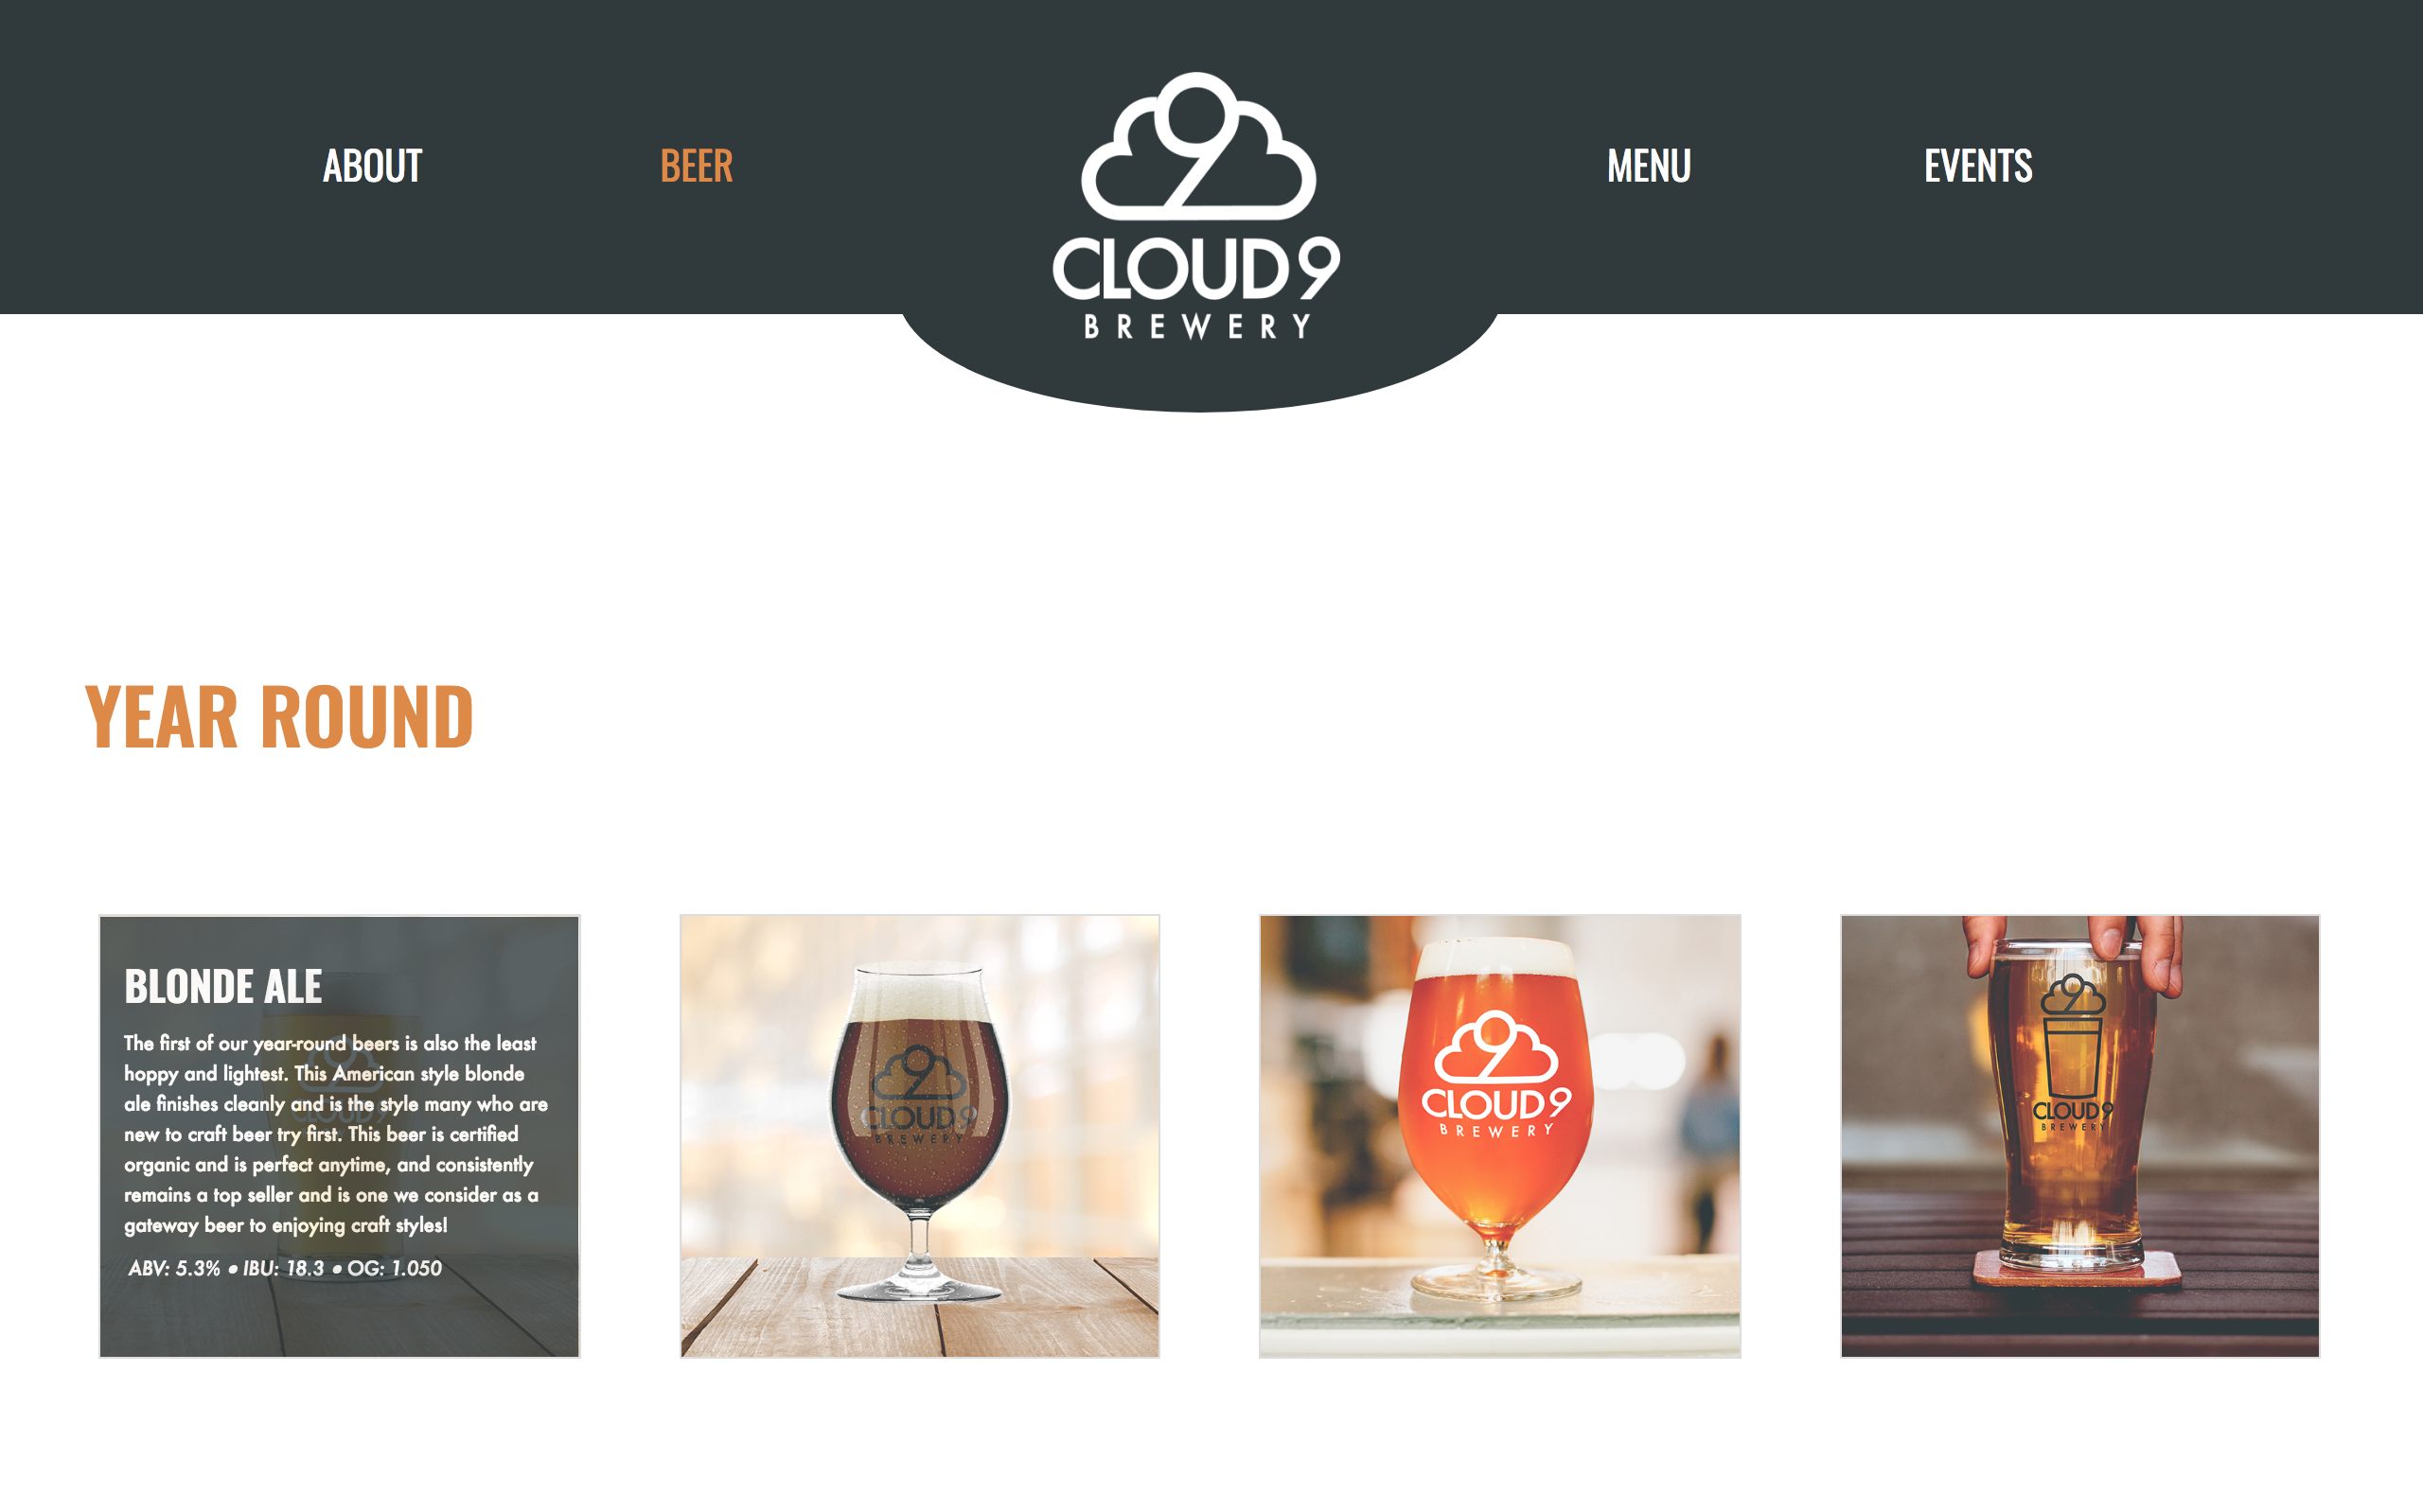 ABOUT
BEER
9
CLOUD 9
BREWERY
MENU
EVENTS
YEAR ROUND
BLONDE ALE
The first of our year-round beers is also the least
hoppy and lightest. This American style blonde
ale finishes cleanly and is the style many who are
new to craft beer try first. This beer is certified
organic and is perfect anytime, and consistently
remains a top seller and is one we consider as a
gateway beer to enjoying craft styles!
ABV: 5.3% • IBU: 18.3 • OG: 1.050
9
CLOUD 9
BREWERY
9
CLOUD 9
BREWERY
9
CLOUD 9
BREWERY